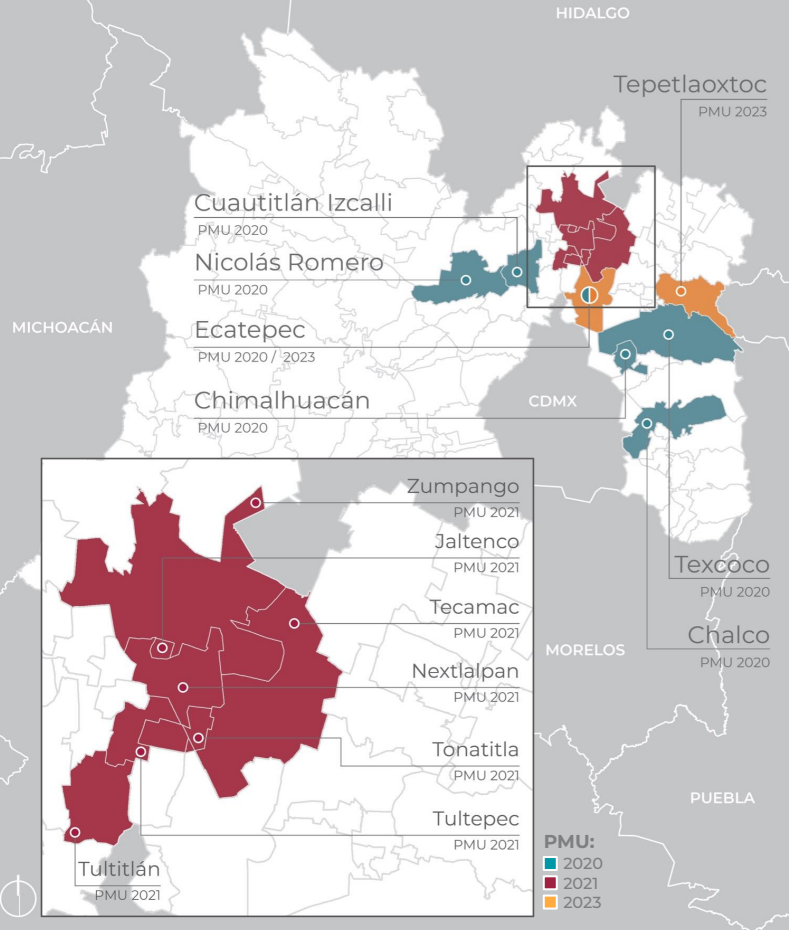 HIDALGO
Tepetlaoxtoc
PMU 2023
Cuautitlán Izcalli
PMU 2020
Nicolás Romero
PMU 2020
MICHOACÁN
Ecatepec
PMU 2020 / 2023
Chimalhuacán
PMU 2020
CDMX
Zumpango
PMU 2021
Jaltenco
PMU 2021
Texcoco
PMU 2020
Tecamac
PMU 2021
Chalco
PMU 2020
MORELOS
Nextlalpan
PMU 2021
Tonatitla
PMU 2021
PUEBLA
Tultepec
PMU 2021
Tultitlán
PMU 2021
PMU:
2020
2021
2023